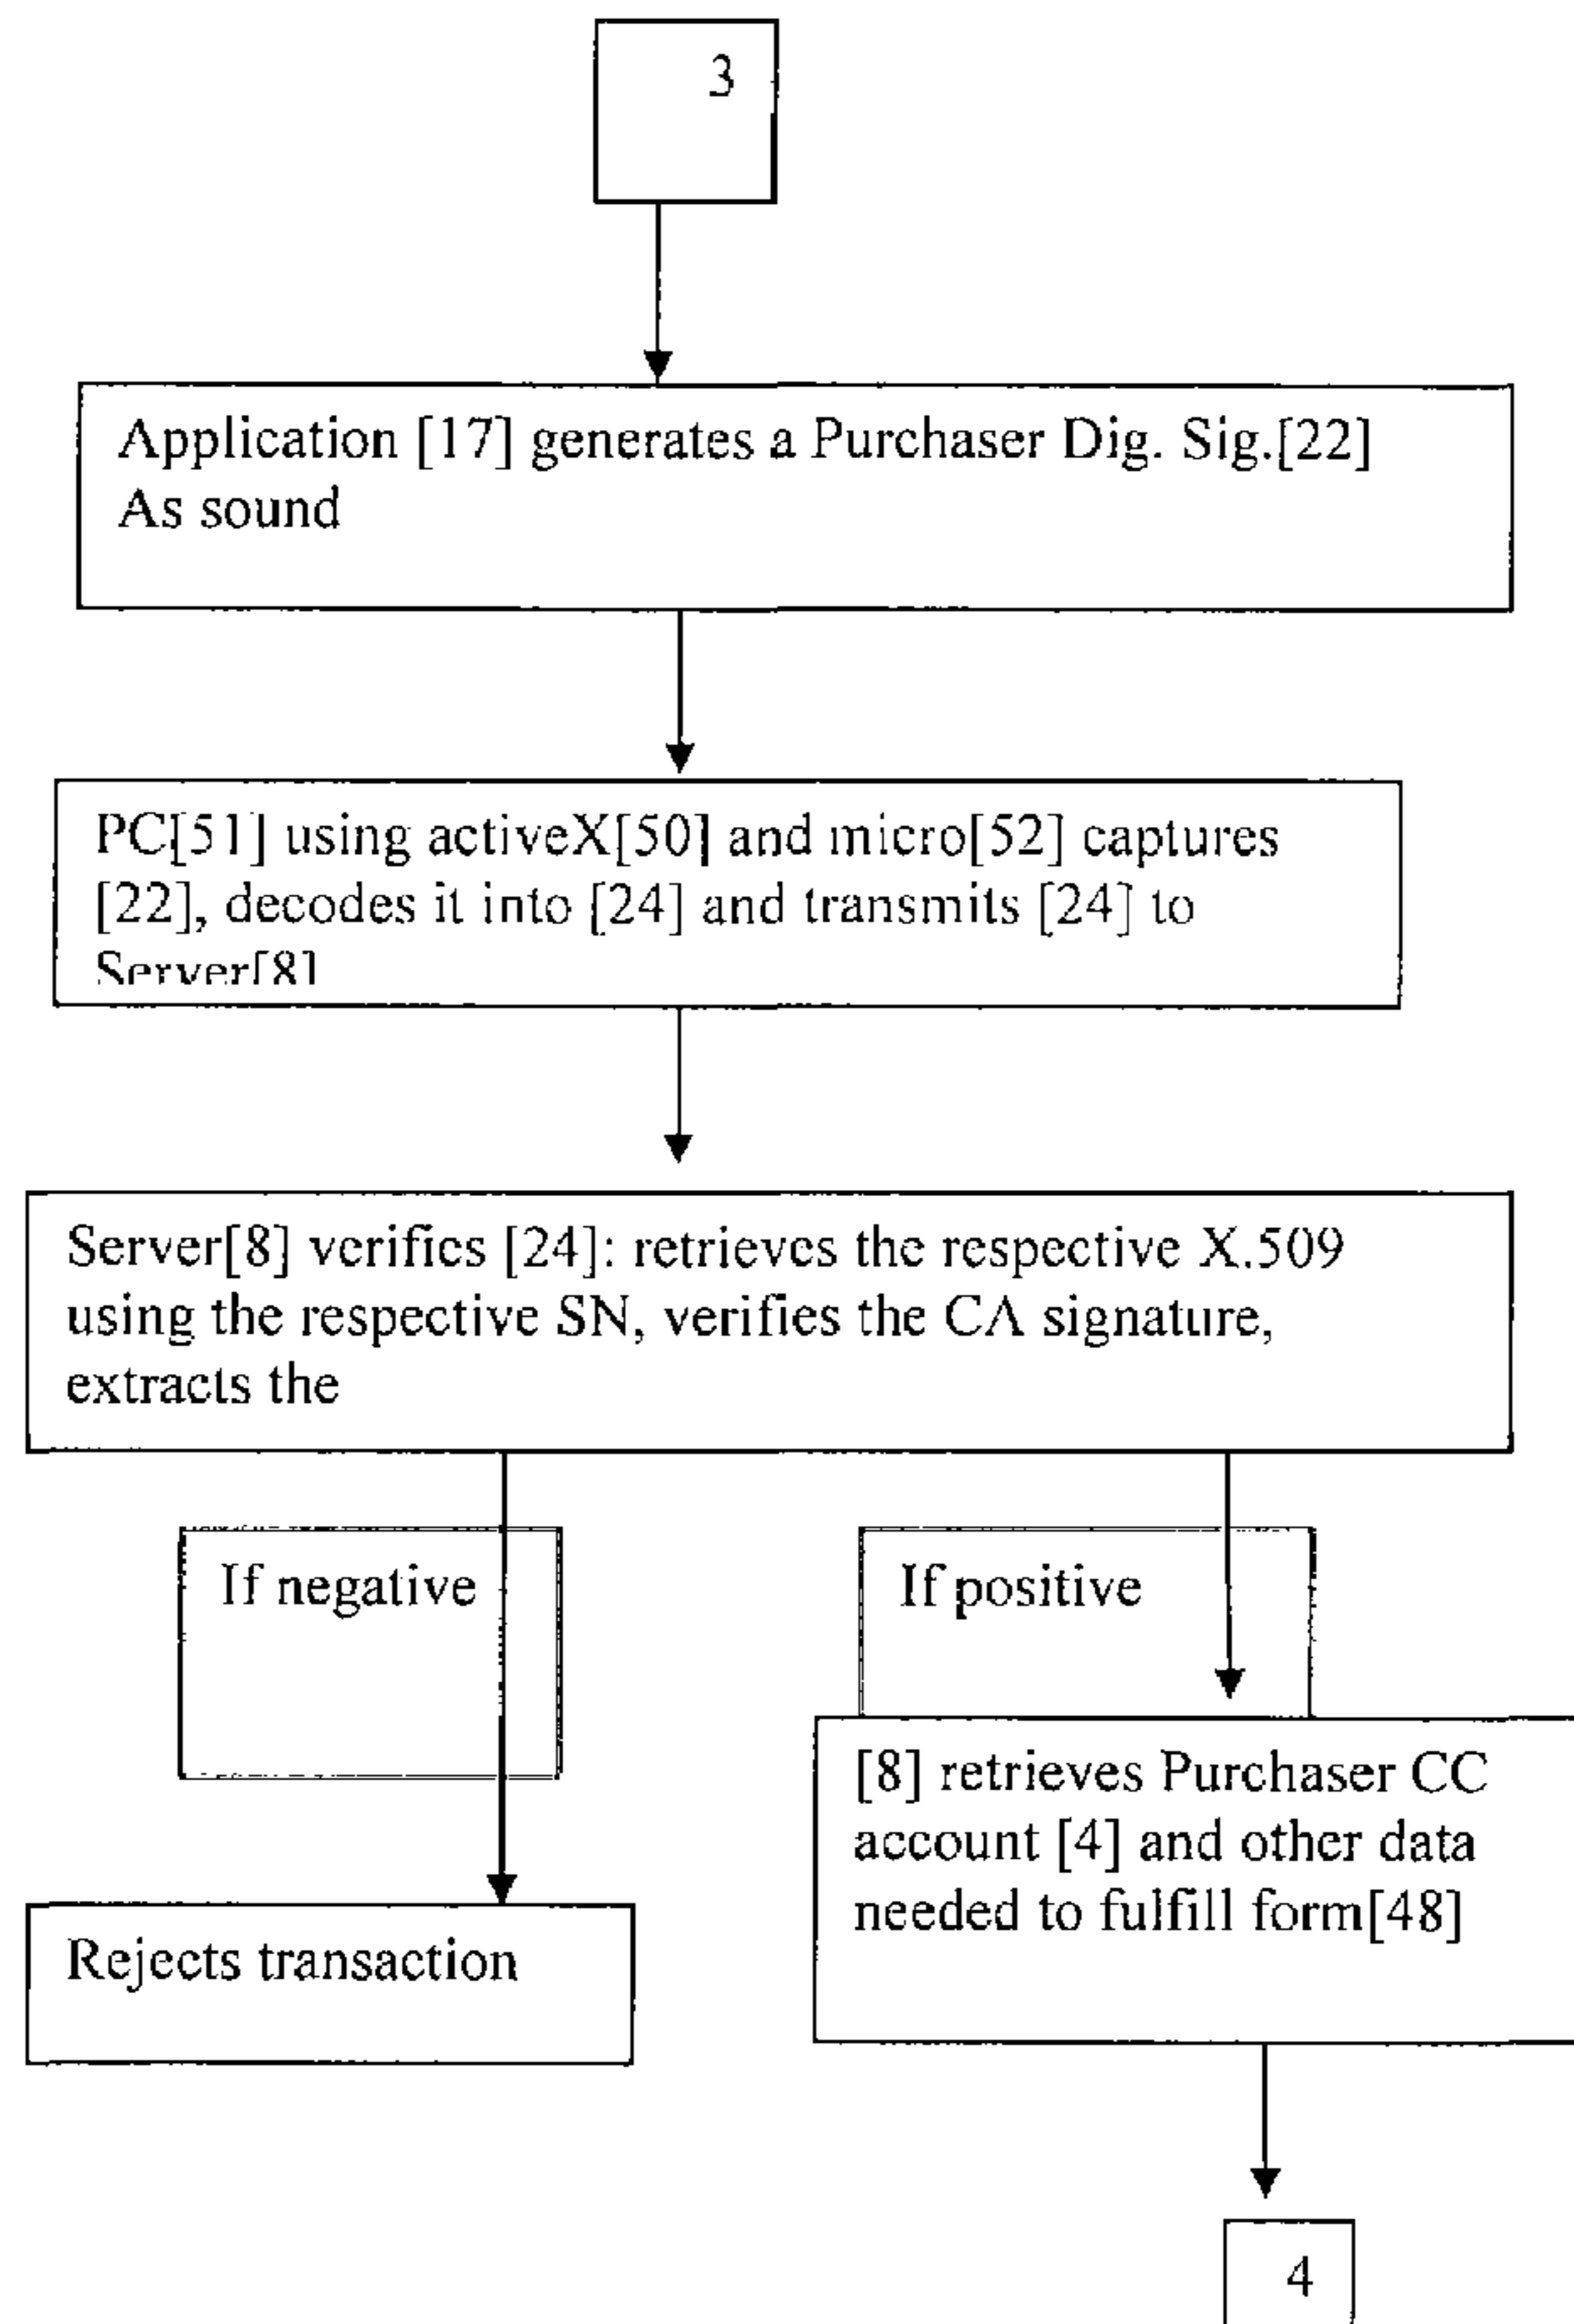 3
Application [17] generates a Purchaser Dig. Sig.[22]
As sound
PC[51] using activeX[50] and micro[52] captures
[22], decodes it into [24] and transmits [24] to
Server[8]
Server[8] verifies [24]: retrieves the respective X.509
using the respective SN, verifies the CA signature,
extracts the
If negative
If positive
[8] retrieves Purchaser CC
account [4] and other data
needed to fulfill form[48]
Rejects transaction
4